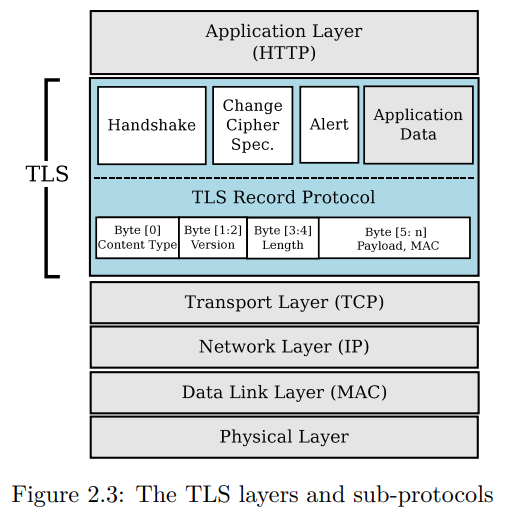 Application Layer
(HTTP)
TLS
Handshake
Change
Cipher
Spec.
Alert
Application
Data
TLS Record Protocol
Byte [0]
Content Type
Byte [1:2]
Version
Byte [3:4]
Length
Byte [5: n]
Payload, MAC
Transport Layer (TCP)
Network Layer (IP)
Data Link Layer (MAC)
Physical Layer
Figure 2.3: The TLS layers and sub-protocols